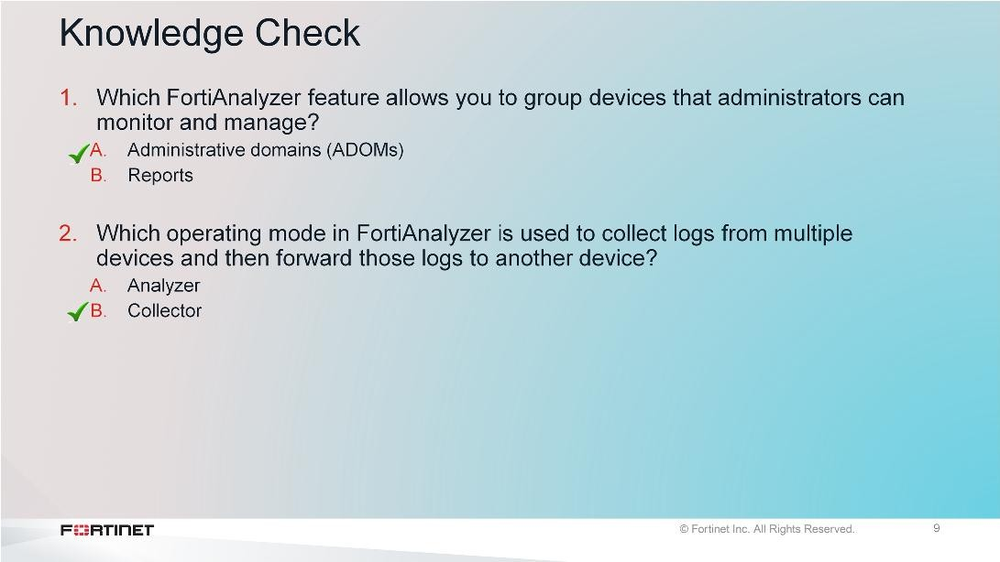 Knowledge Check
1. Which FortiAnalyzer feature allows you to group devices that administrators can
monitor and manage?
A. Administrative domains (ADOMs)
B. Reports
2. Which operating mode in FortiAnalyzer is used to collect logs from multiple
devices and then forward those logs to another device?
A. Analyzer
B. Collector
FORTINET
© Fortinet Inc. All Rights Reserved.
9